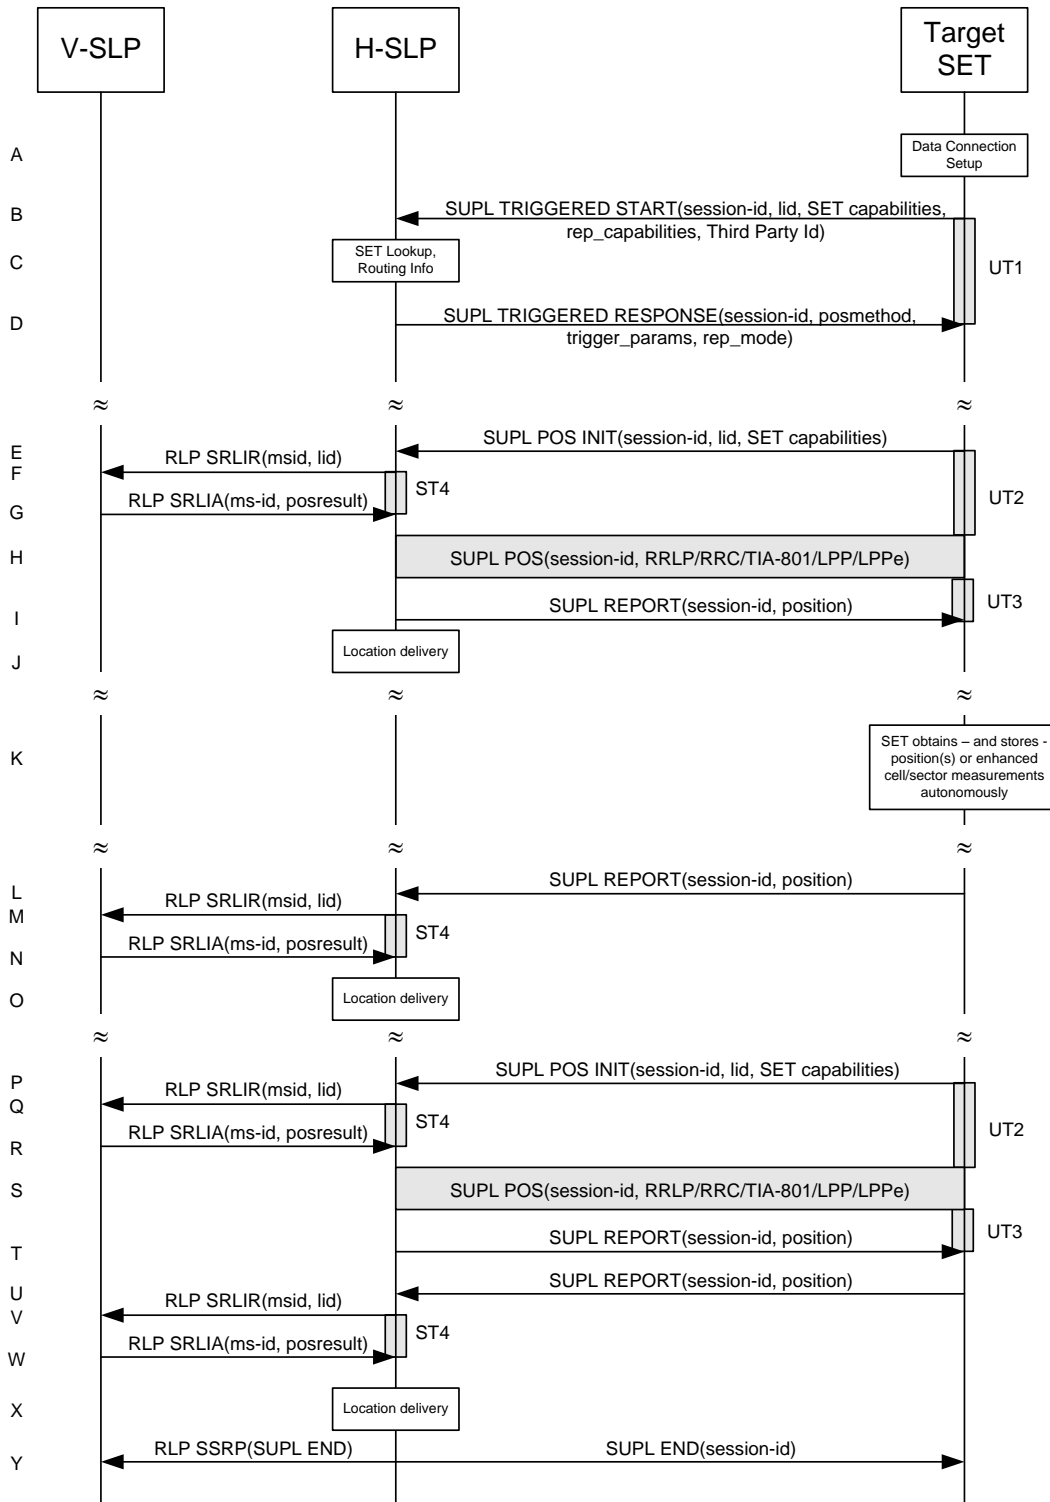 V-SLP
H-SLP
Target
SET
A
Data Connection
Setup
B
SUPL TRIGGERED START(session-id, lid, SET capabilities,
rep_capabilities, Third Party Id)
C
SET Lookup,
Routing Info
UT1
D
SUPL TRIGGERED RESPONSE(session-id, posmethod,
trigger_params, rep_mode)
≈ ≈ ≈
E
SUPL POS INIT(session-id, lid, SET capabilities)
F
RLP SRLIR(msid, lid)
ST4
UT2
G
RLP SRLIA(ms-id, posresult)
H
SUPL POS(session-id, RRLP/RRC/TIA-801/LPP/LPPe)
UT3
I
SUPL REPORT(session-id, position)
J
Location delivery
≈ ≈ ≈
K
SET obtains – and stores -
position(s) or enhanced
cell/sector measurements
autonomously
≈ ≈ ≈
L
SUPL REPORT(session-id, position)
M
RLP SRLIR(msid, lid)
ST4
N
RLP SRLIA(ms-id, posresult)
O
Location delivery
≈ ≈ ≈
P
SUPL POS INIT(session-id, lid, SET capabilities)
Q
RLP SRLIR(msid, lid)
ST4
UT2
R
RLP SRLIA(ms-id, posresult)
S
SUPL POS(session-id, RRLP/RRC/TIA-801/LPP/LPPe)
UT3
T
SUPL REPORT(session-id, position)
U
SUPL REPORT(session-id, position)
V
RLP SRLIR(msid, lid)
ST4
W
RLP SRLIA(ms-id, posresult)
X
Location delivery
Y
RLP SSRP(SUPL END)
SUPL END(session-id)